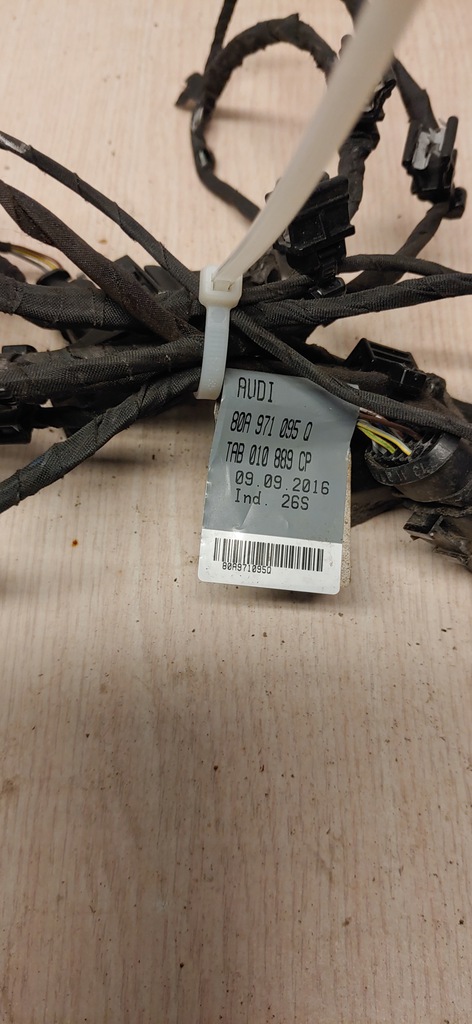 AUDI
80A 971 095 Q
TAB 010 889 CP
09.09.2016
Ind. 26S
80A971095Q